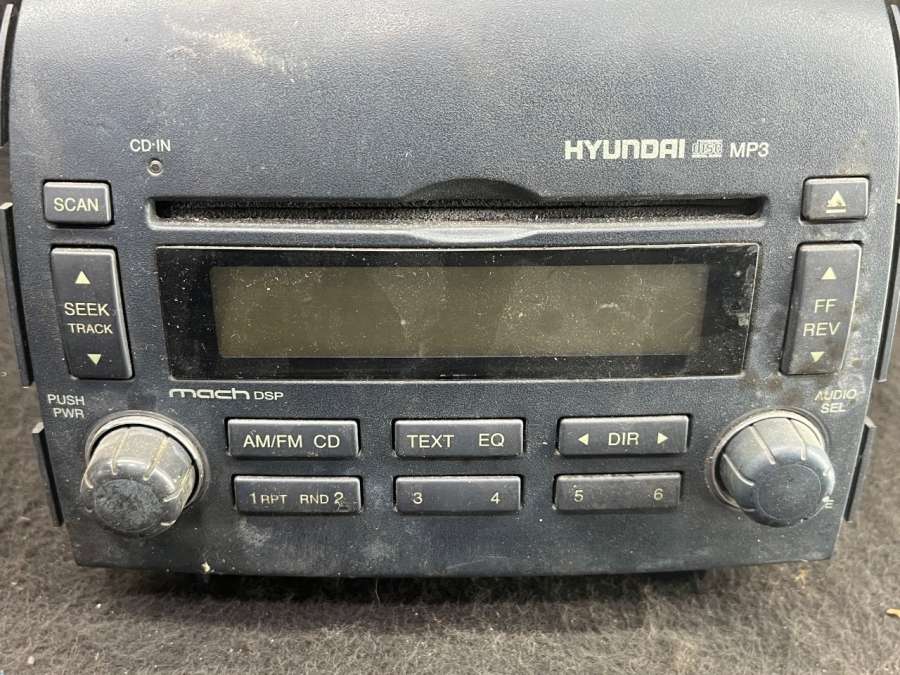 CD·IN
HYUNDAI disc MP3
SCAN
SEEK
TRACK
FF
REV
mach DSP
PUSH
PWR
AUDIO
SEL
AM/FM CD
TEXT EQ
DIR
1 RPT RND 2
3 4
5 6